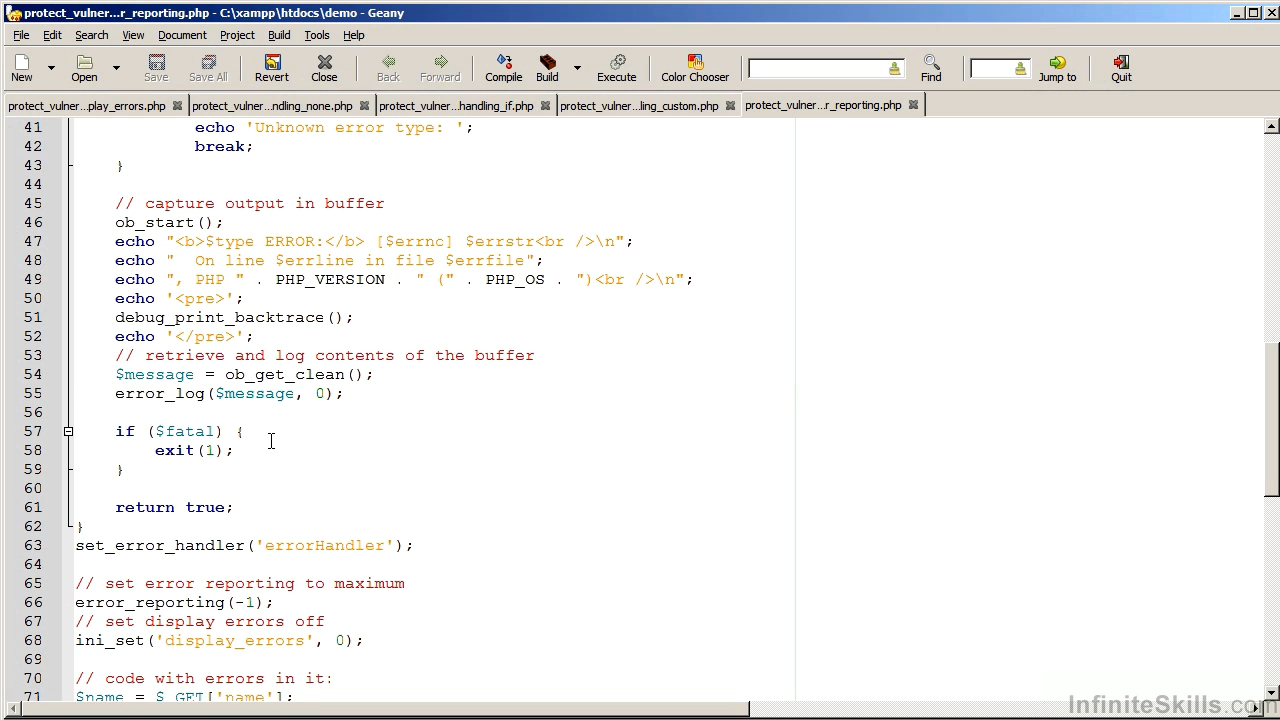 protect_vulner...r_reporting.php - C:\xampp\htdocs\demo - Geany
File Edit Search View Document Project Build Tools Help
New Open Save Save All Revert Close Back Forward Compile Build Execute Color Chooser Find Jump to Quit
protect_vulner...play_errors.php protect_vulner...ndling_none.php protect_vulner...handling_if.php protect_vulner...ling_custom.php protect_vulner...r_reporting.php
41 echo 'Unknown error type: ';
42 break;
43 }
44
45 // capture output in buffer
46 ob_start();
47 echo "<b>$type ERROR:</b> [$errnc] $errstr<br />\n";
48 echo "  On line $errline in file $errfile";
49 echo ", PHP " . PHP_VERSION . " (" . PHP_OS . ")<br />\n";
50 echo '<pre>';
51 debug_print_backtrace();
52 echo '</pre>';
53 // retrieve and log contents of the buffer
54 $message = ob_get_clean();
55 error_log($message, 0);
56
57 if ($fatal) {
58 exit(1);
59 }
60
61 return true;
62 }
63 set_error_handler('errorHandler');
64
65 // set error reporting to maximum
66 error_reporting(-1);
67 // set display errors off
68 ini_set('display_errors', 0);
69
70 // code with errors in it:
71 $name = $_GET['name'];
InfiniteSkills.com